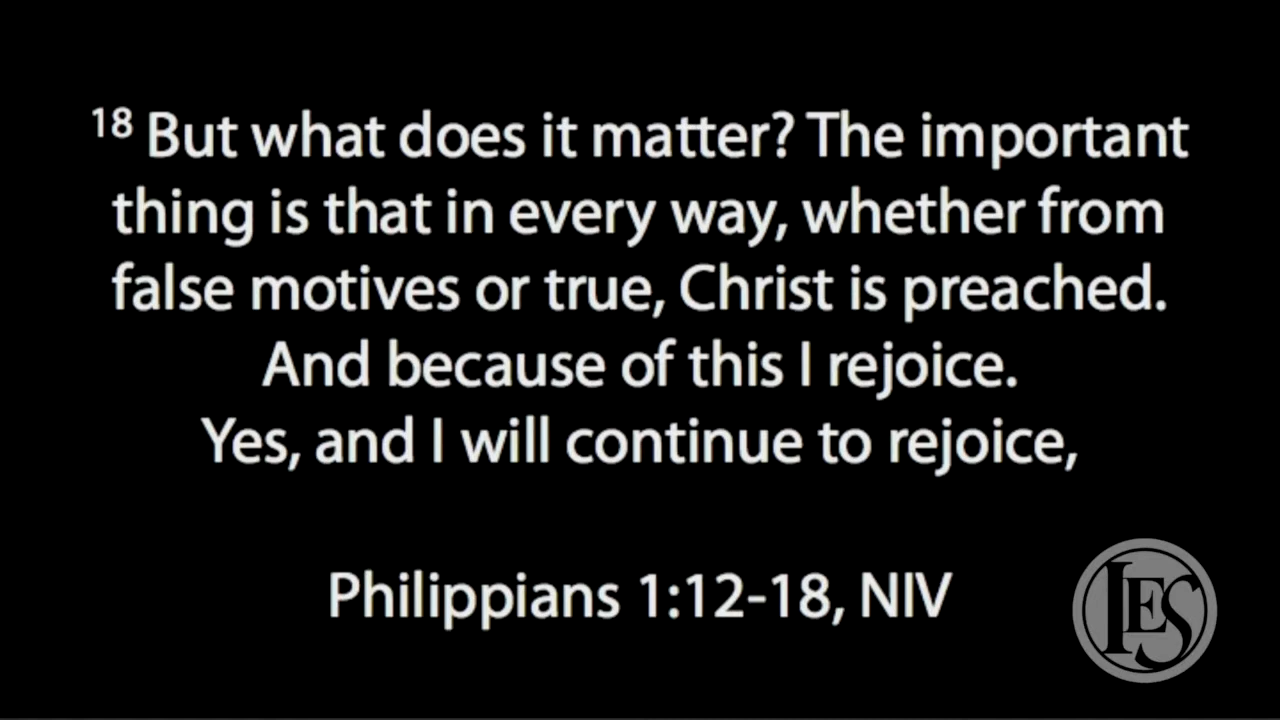 18 But what does it matter? The important
thing is that in every way, whether from
false motives or true, Christ is preached.
And because of this I rejoice.
Yes, and I will continue to rejoice,
Philippians 1:12-18, NIV
IES